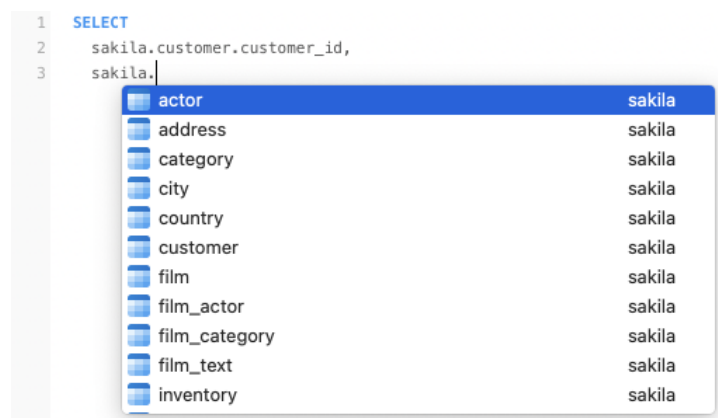 1 SELECT
2 sakila.customer.customer_id,
3 sakila.
actor sakila
address sakila
category sakila
city sakila
country sakila
customer sakila
film sakila
film_actor sakila
film_category sakila
film_text sakila
inventory sakila